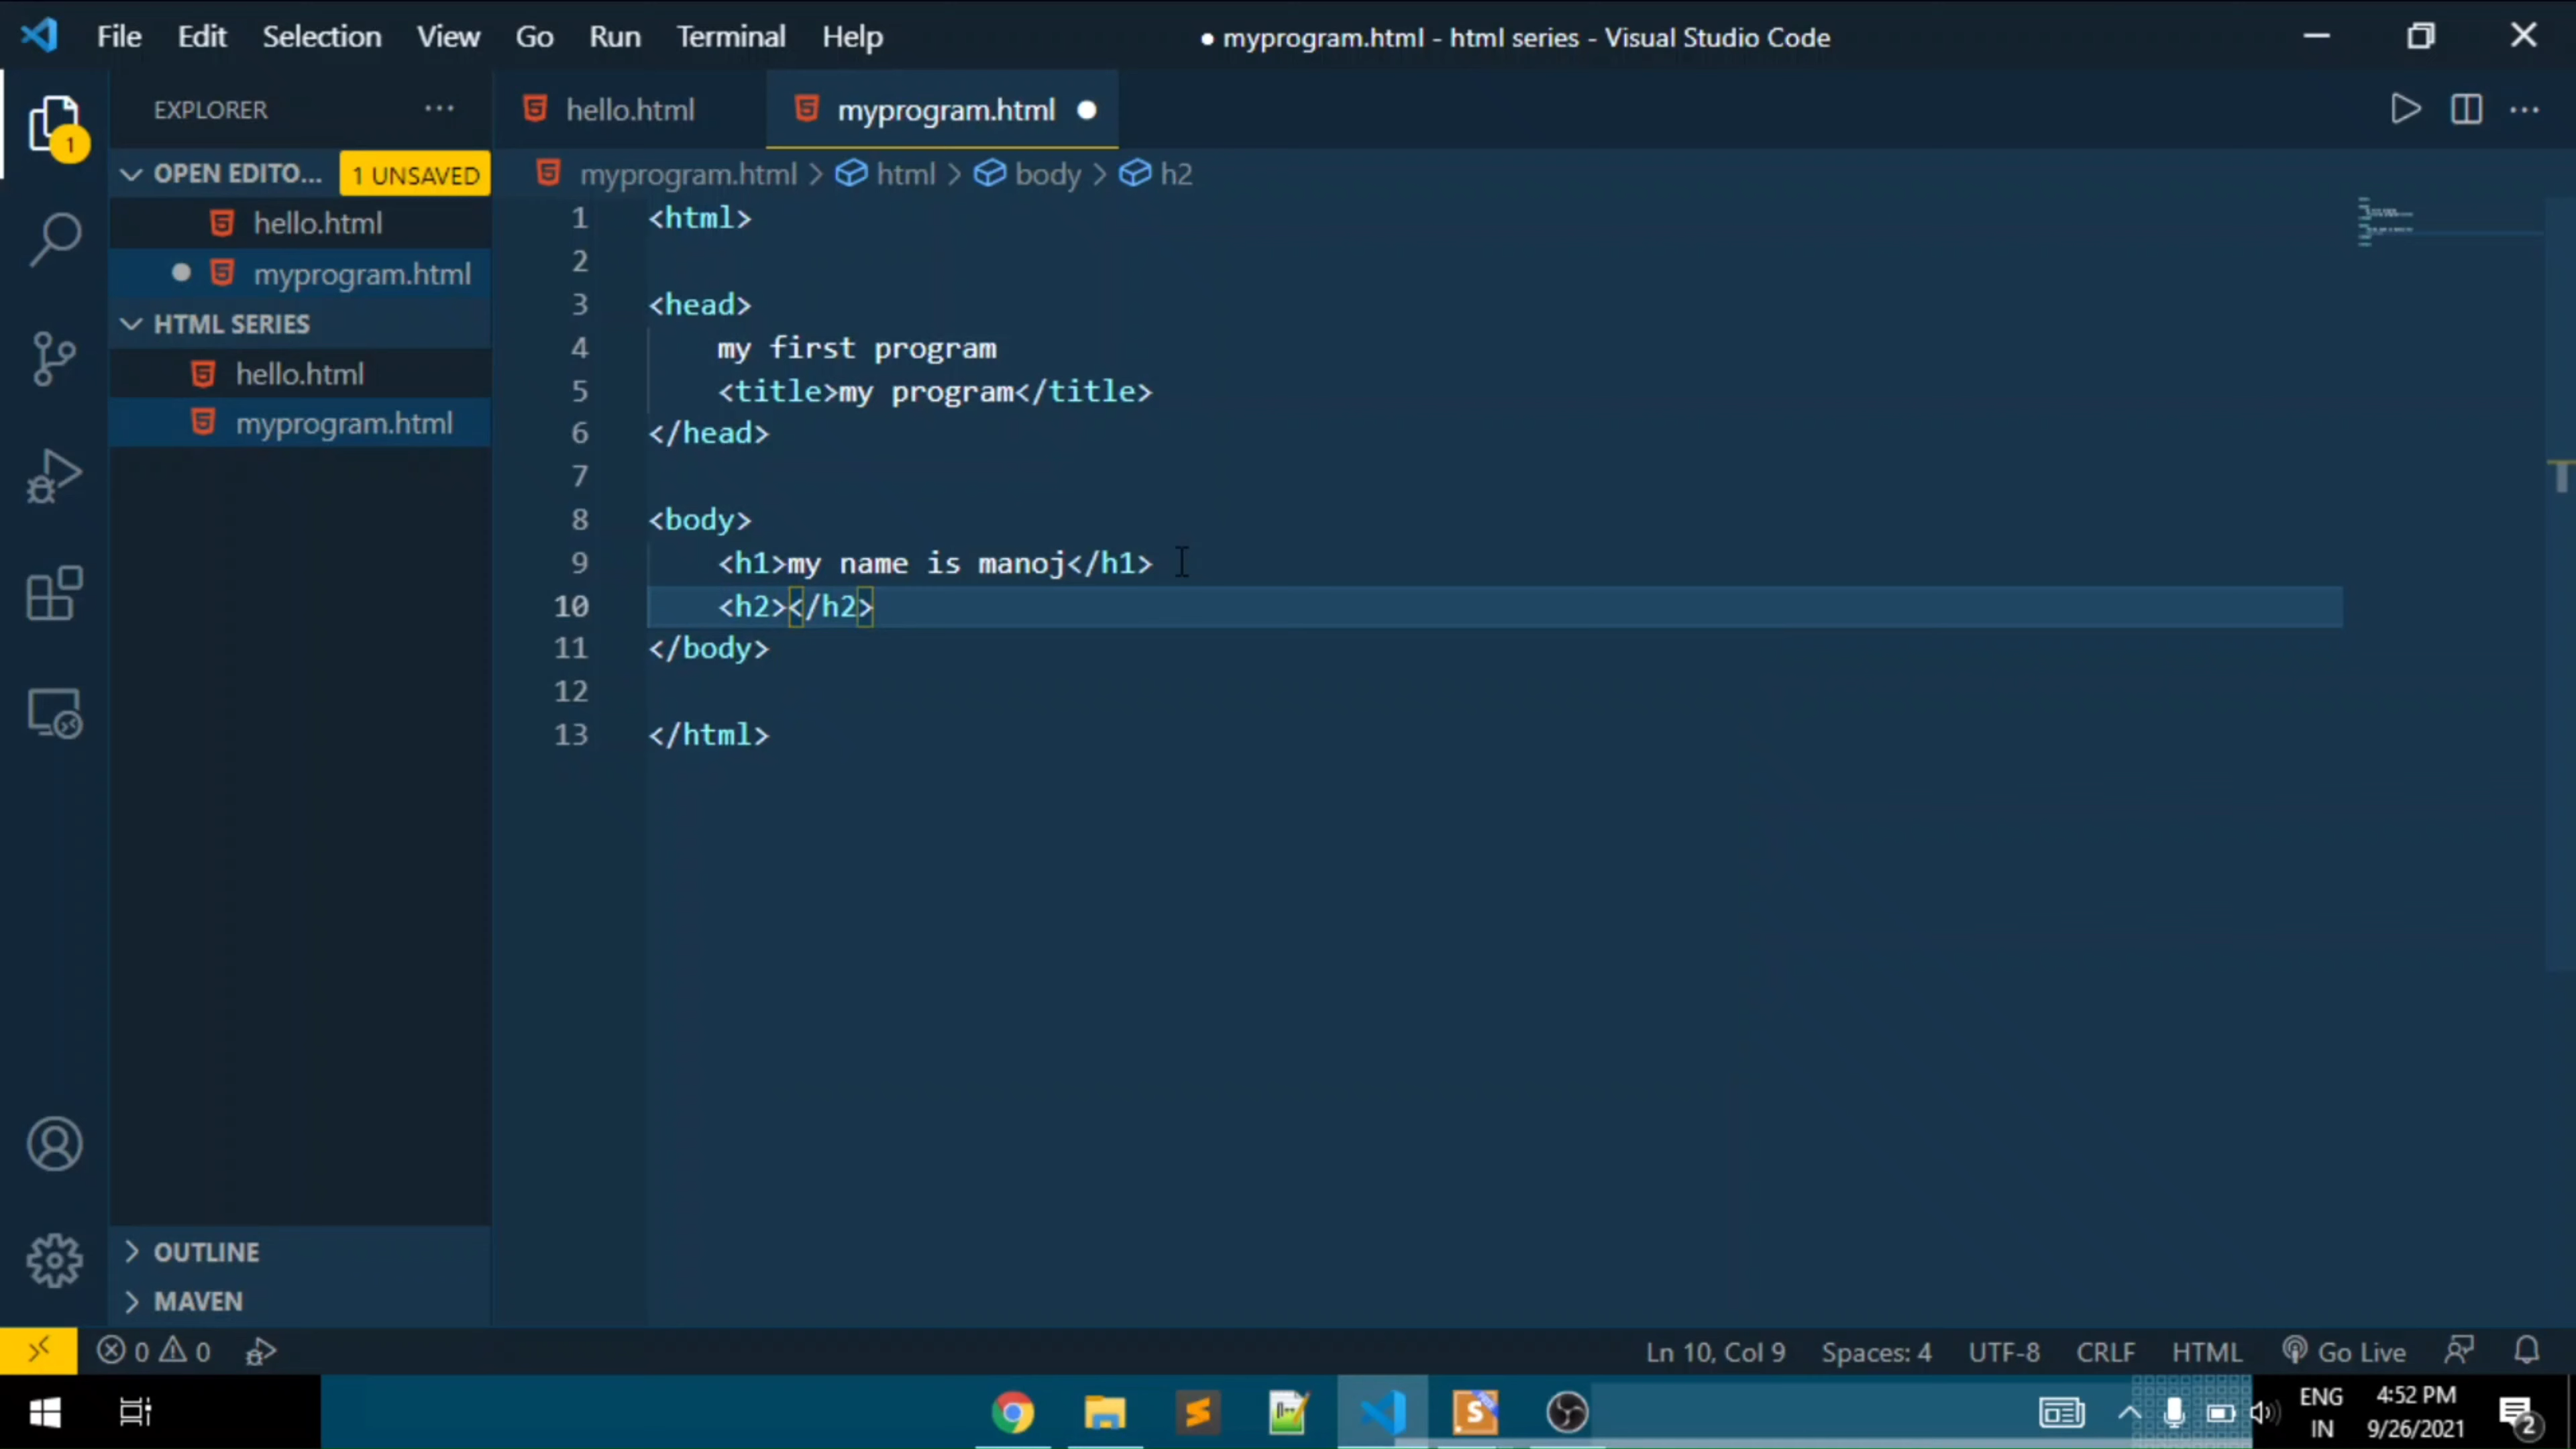 File Edit Selection View Go Run Terminal Help
● myprogram.html - html series - Visual Studio Code
EXPLORER ...
hello.html
myprogram.html ●
1
OPEN EDITO... 1 UNSAVED
myprogram.html > html > body > h2
hello.html
myprogram.html
HTML SERIES
hello.html
myprogram.html
1 <html>
2
3 <head>
4 my first program
5 <title>my program</title>
6 </head>
7
8 <body>
9 <h1>my name is manoj</h1>
10 <h2></h2>
11 </body>
12
13 </html>
OUTLINE
MAVEN
0 0
Ln 10, Col 9 Spaces: 4 UTF-8 CRLF HTML Go Live
ENG
IN
4:52 PM
9/26/2021
2